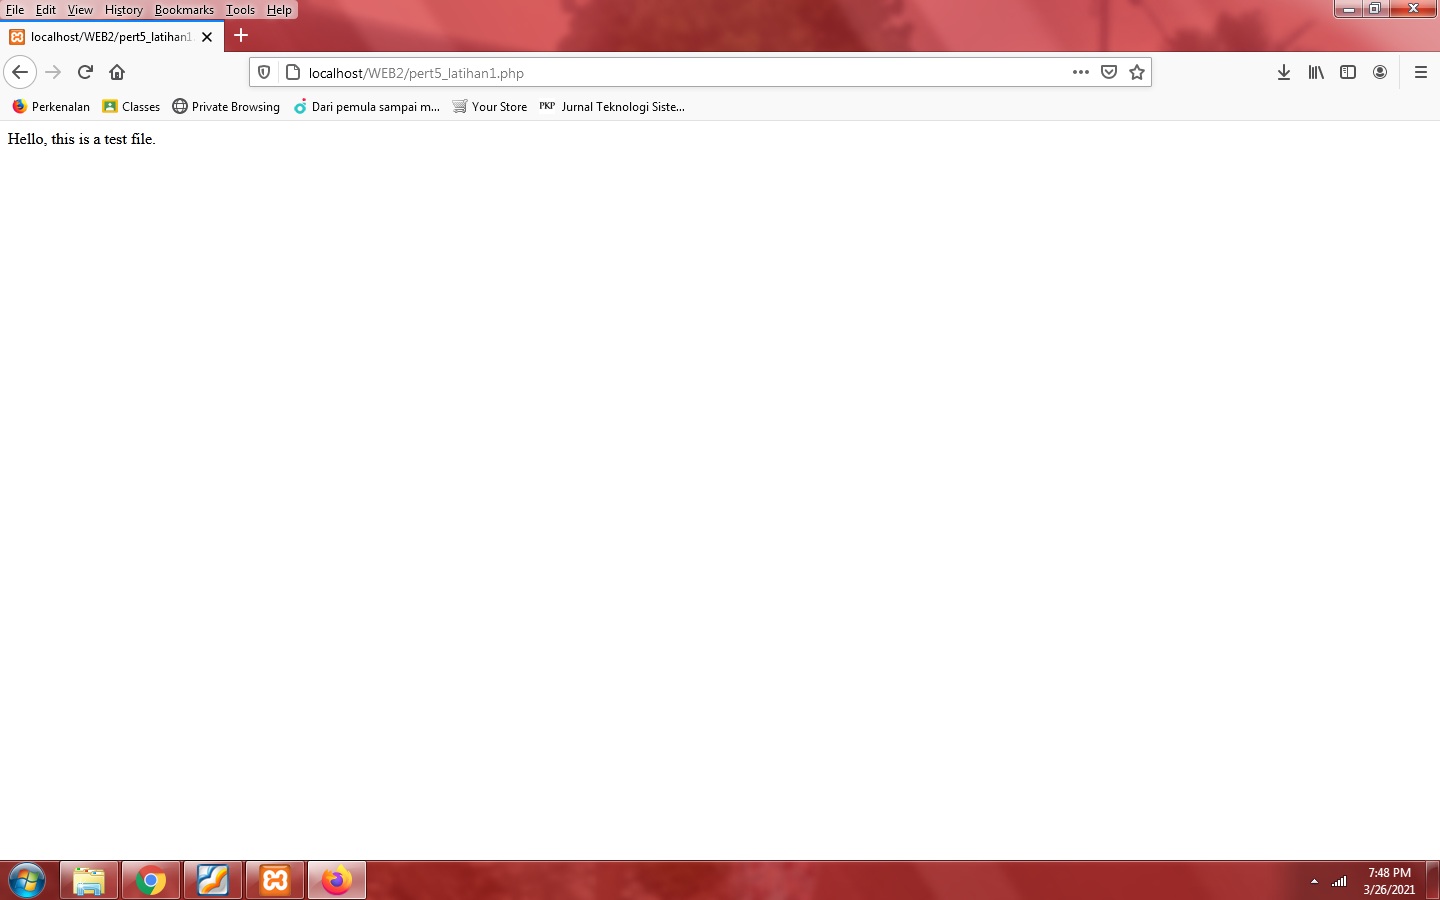 File Edit View History Bookmarks Tools Help
localhost/WEB2/pert5_latihan1
localhost/WEB2/pert5_latihan1.php
Perkenalan Classes Private Browsing Dari pemula sampai m... Your Store PKP Jurnal Teknologi Siste...
Hello, this is a test file.
7:48 PM
3/26/2021